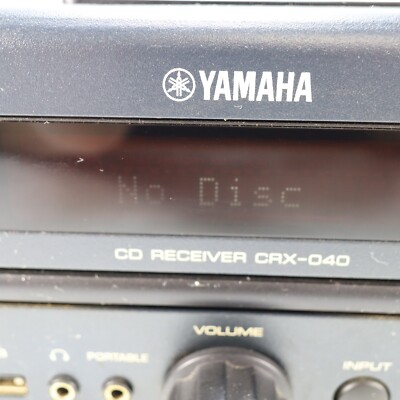 YAMAHA
No Disc
CD RECEIVER CRX-040
VOLUME
PORTABLE
INPUT